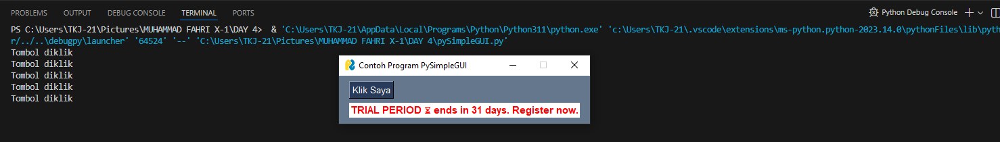 PROBLEMS OUTPUT DEBUG CONSOLE TERMINAL PORTS Python Debug Console
PS C:\Users\TKJ-21\Pictures\MUHAMMAD FAHRI X-1\DAY 4>  & 'C:\Users\TKJ-21\AppData\Local\Programs\Python\Python311\python.exe' 'c:\Users\TKJ-21\.vscode\extensions\ms-python.python-2023.14.0\pythonFiles\lib\pyth
r/../..\debugpy\launcher' '64524' '--' 'C:\Users\TKJ-21\Pictures\MUHAMMAD FAHRI X-1\DAY 4\pySimpleGUI.py'
Tombol diklik
Tombol diklik
Tombol diklik
Tombol diklik
Tombol diklik
Contoh Program PySimpleGUI
Klik Saya
TRIAL PERIOD ⏳ ends in 31 days. Register now.